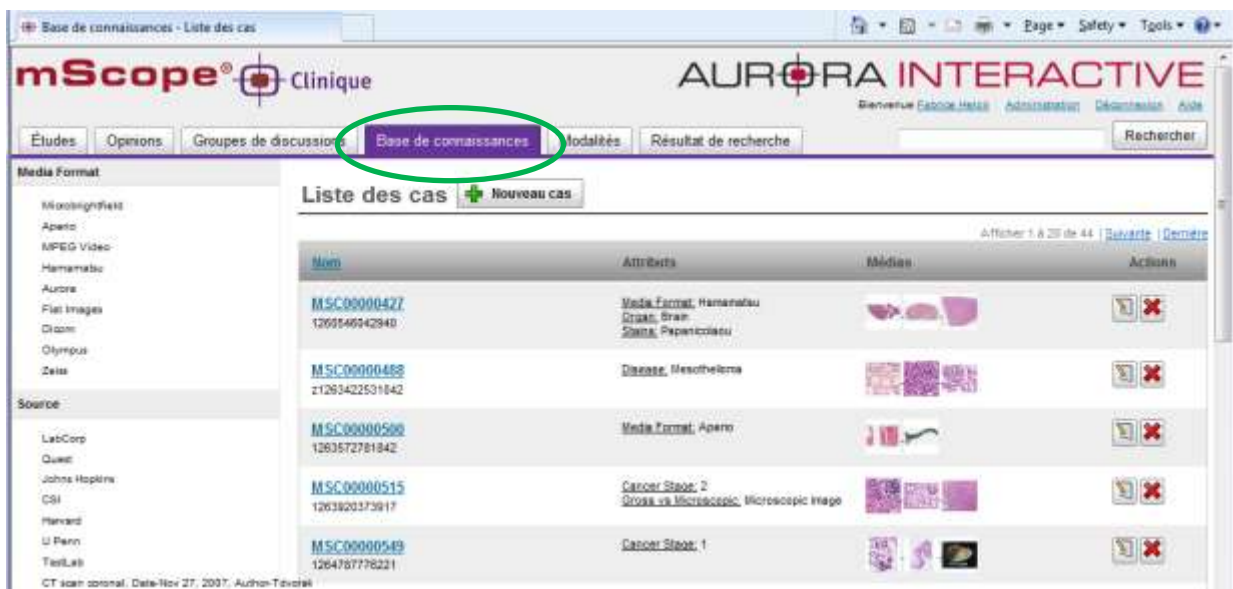 Base de connaissances - Liste des cas
Page Safety Tools
mScope® Clinique
AURORA INTERACTIVE
Bienvenue Administration Déconnexion Aide
Études Opinions Groupes de discussions Base de connaissances Modalités Résultat de recherche Rechercher
Media Format
Microbrightfield
Aperio
MPEG Video
Hamamatsu
Aurora
Flat Images
Dicom
Olympus
Zeiss
Source
LabCorp
Quest
Johns Hopkins
CSI
Harvard
U Penn
TestLab
CT scan coronal, Date-Nov 27, 2007, Author-Tovorak
Liste des cas Nouveau cas
Afficher 1 à 20 de 44 | Suivante | Dernière
Nom Attributs Médias Actions
MSC00000427
1260546042940
Media Format: Hamamatsu
Organ: Brain
Stains: Papanicolaou
MSC00000488
z1263422531842
Disease: Mesothelioma
MSC00000500
1263572781842
Media Format: Aperio
MSC00000515
1263920373917
Cancer Stage: 2
Gross vs Microscopic: Microscopic Image
MSC00000549
1264787778221
Cancer Stage: 1